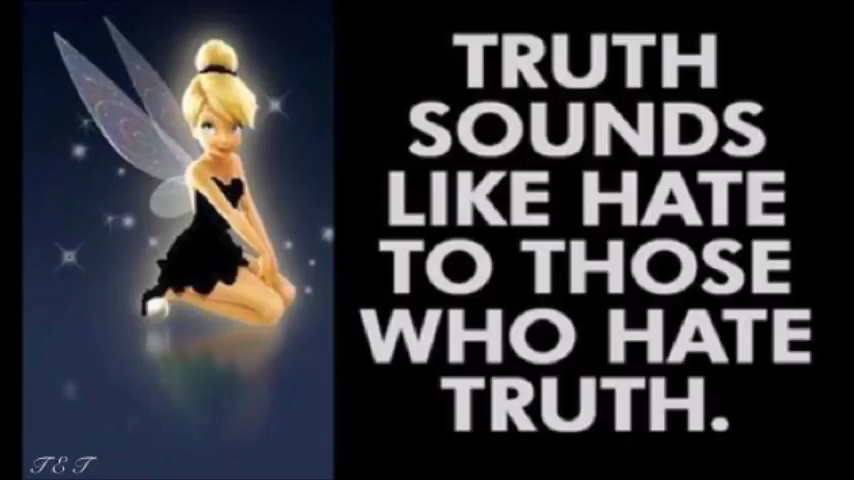 TRUTH
SOUNDS
LIKE HATE
TO THOSE
WHO HATE
TRUTH.
T&T